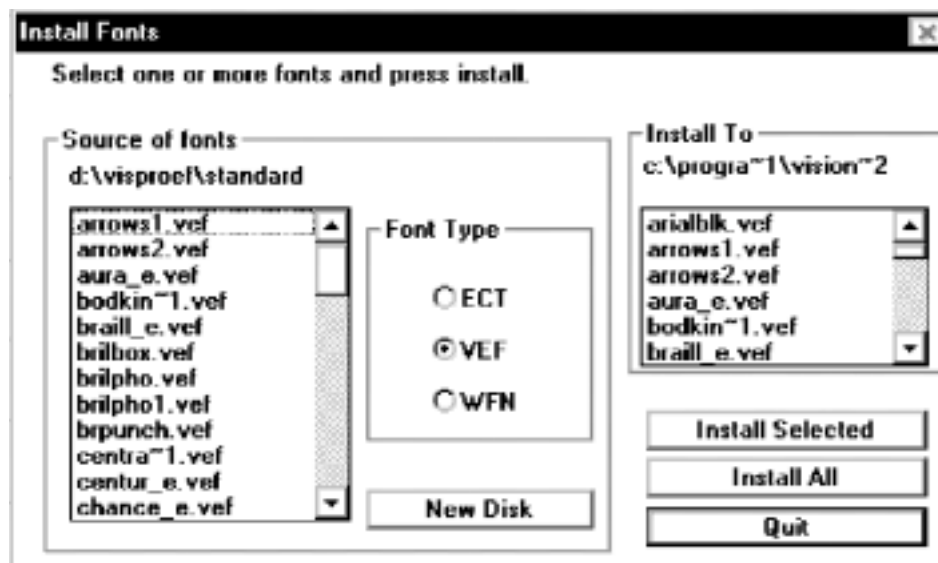 Install Fonts
Select one or more fonts and press install.
Source of fonts
d:\visproef\standard
arrows1.vef
arrows2.vef
aura_e.vef
bodkin~1.vef
braill_e.vef
brilbox.vef
brilpho.vef
brilpho1.vef
brpunch.vef
centra~1.vef
centur_e.vef
chance_e.vef
Font Type
ECT
VEF
WFN
New Disk
Install To
c:\progra~1\vision~2
arialblk.vef
arrows1.vef
arrows2.vef
aura_e.vef
bodkin~1.vef
braill_e.vef
Install Selected
Install All
Quit